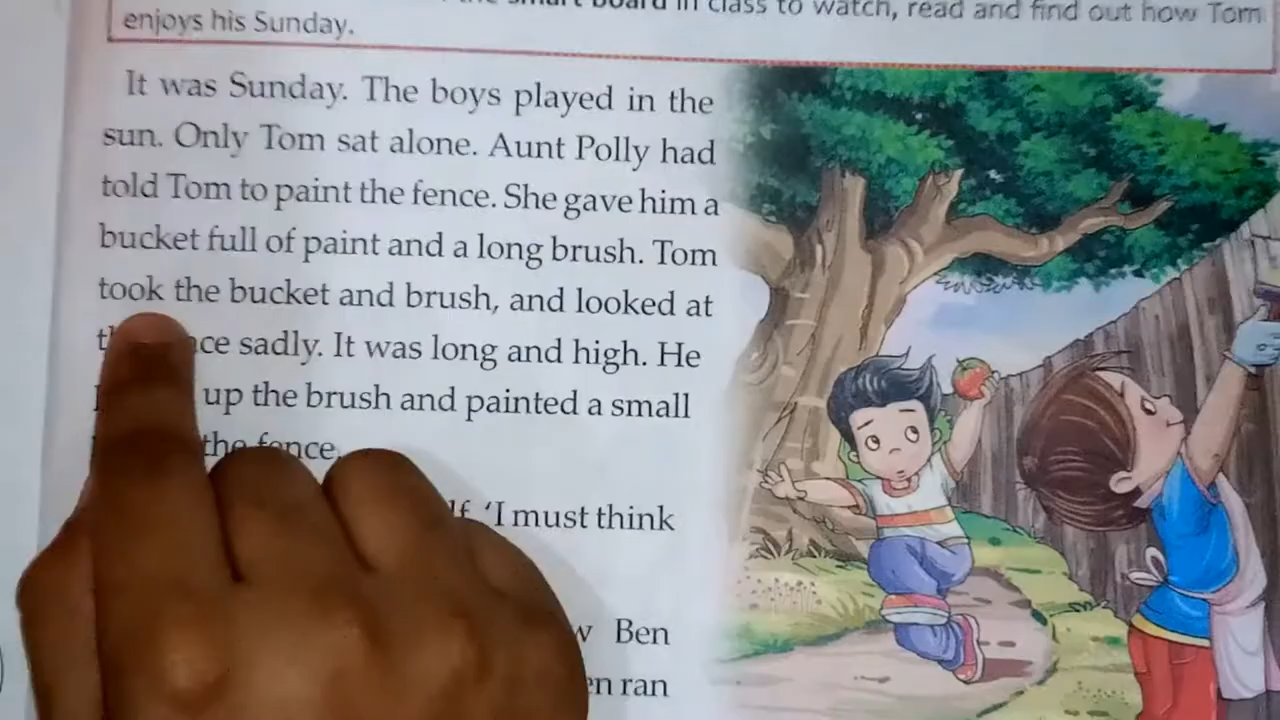 board in class to watch, read and find out how Tom
enjoys his Sunday.
It was Sunday. The boys played in the
sun. Only Tom sat alone. Aunt Polly had
told Tom to paint the fence. She gave him a
bucket full of paint and a long brush. Tom
took the bucket and brush, and looked at
sadly. It was long and high. He
up the brush and painted a small
the fence.
'I must think
Ben
ran